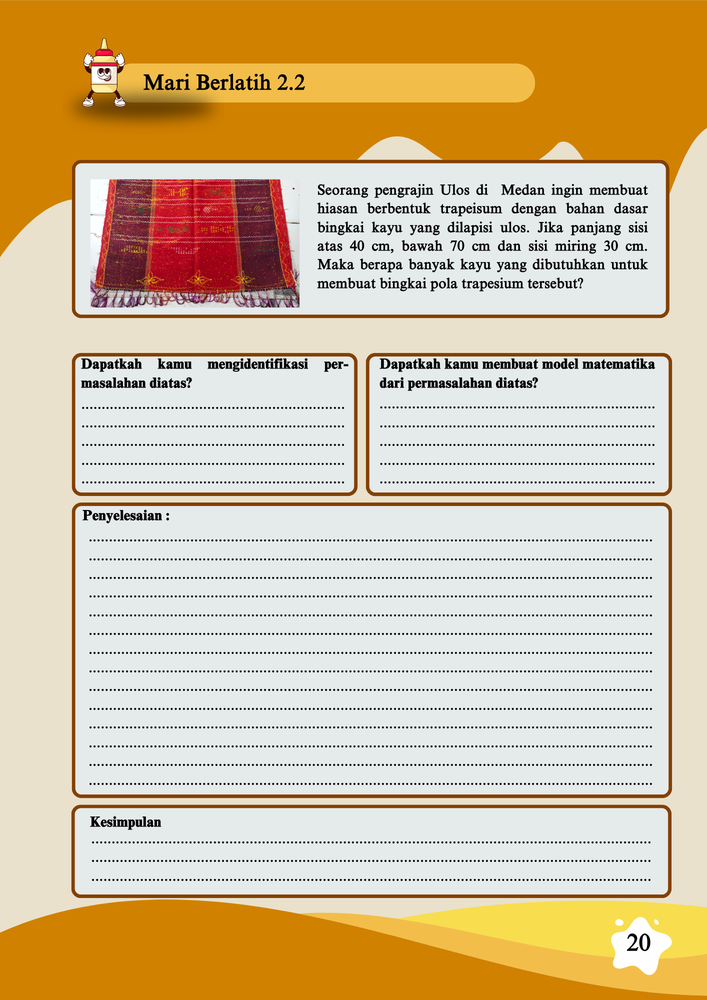 Mari Berlatih 2.2
Seorang pengrajin Ulos di Medan ingin membuat
hiasan berbentuk trapeisum dengan bahan dasar
bingkai kayu yang dilapisi ulos. Jika panjang sisi
atas 40 cm, bawah 70 cm dan sisi miring 30 cm.
Maka berapa banyak kayu yang dibutuhkan untuk
membuat bingkai pola trapesium tersebut?
Dapatkah kamu mengidentifikasi per-
masalahan diatas?
Dapatkah kamu membuat model matematika
dari permasalahan diatas?
Penyelesaian :
Kesimpulan
20